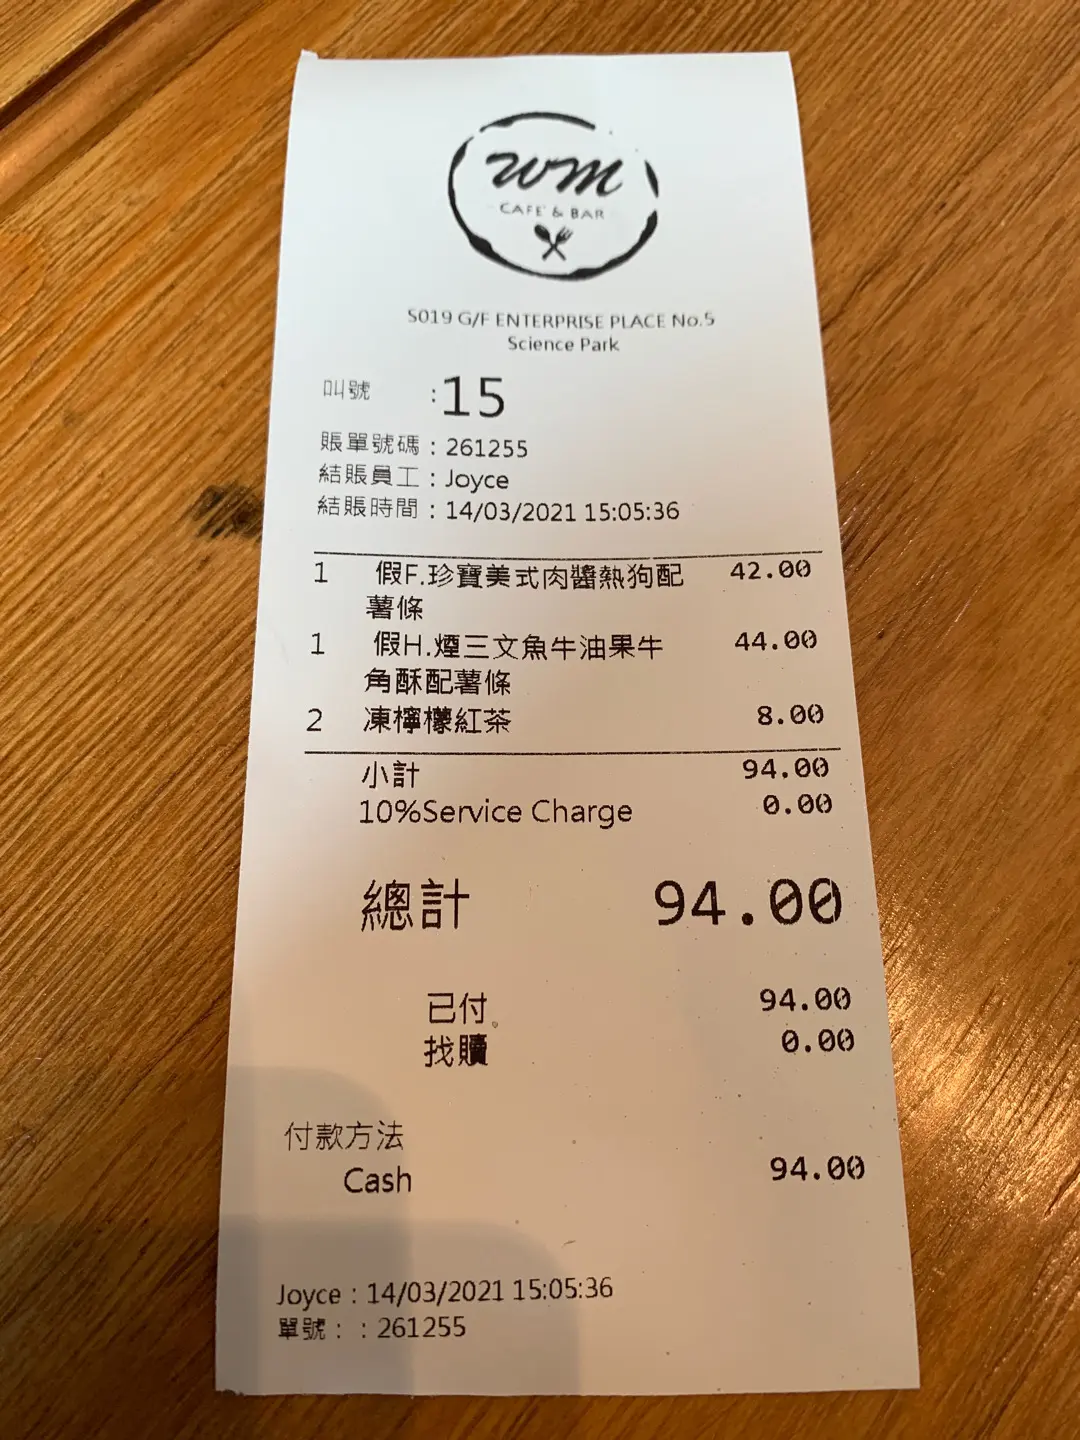 wm
CAFE & BAR
S019 G/F ENTERPRISE PLACE No.5
Science Park
叫號 :15
賬單號碼 : 261255
結賬員工 : Joyce
結賬時間 : 14/03/2021 15:05:36
1 假F.珍寶美式肉醬熱狗配 42.00
薯條
1 假H.煙三文魚牛油果牛 44.00
角酥配薯條
2 凍檸檬紅茶 8.00
小計 94.00
10%Service Charge 0.00
總計 94.00
已付 94.00
找贖 0.00
付款方法
Cash 94.00
Joyce : 14/03/2021 15:05:36
單號 : : 261255